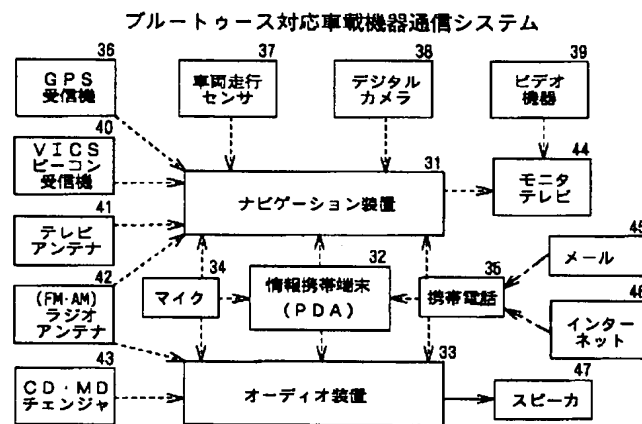 ブルートゥース対応車載機器通信システム
36
GPS
受信機
37
車両走行
センサ
38
デジタル
カメラ
39
ビデオ
機器
40
VICS
ビーコン
受信機
31
ナビゲーション装置
44
モニタ
テレビ
41
テレビ
アンテナ
42
(FM・AM)
ラジオ
アンテナ
34
マイク
32
情報携帯端末
(PDA)
35
携帯電話
45
メール
46
インター
ネット
43
CD・MD
チェンジャ
33
オーディオ装置
47
スピーカ